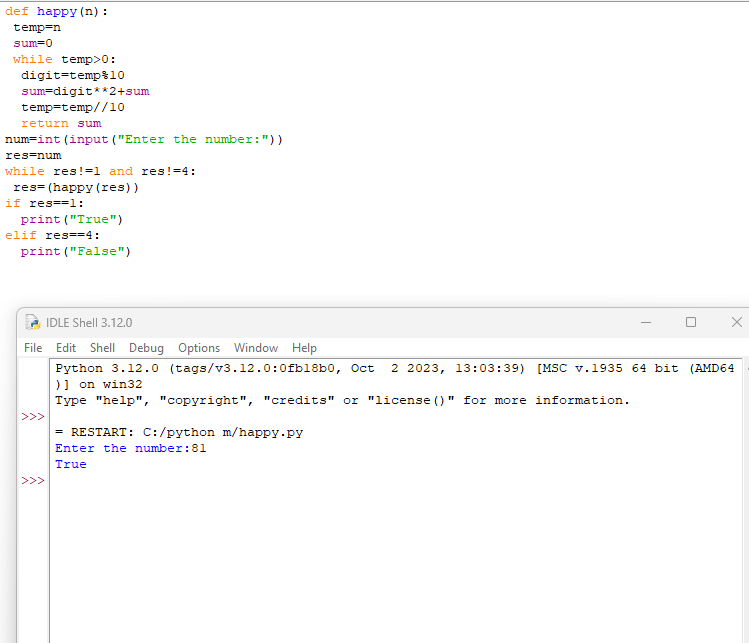 def happy(n):
 temp=n
 sum=0
 while temp>0:
  digit=temp%10
  sum=digit**2+sum
  temp=temp//10
  return sum
num=int(input("Enter the number:"))
res=num
while res!=1 and res!=4:
 res=(happy(res))
if res==1:
  print("True")
elif res==4:
  print("False")
IDLE Shell 3.12.0
File Edit Shell Debug Options Window Help
Python 3.12.0 (tags/v3.12.0:0fb18b0, Oct  2 2023, 13:03:39) [MSC v.1935 64 bit (AMD64
)] on win32
Type "help", "copyright", "credits" or "license()" for more information.
>>>
= RESTART: C:/python m/happy.py
Enter the number:81
True
>>>